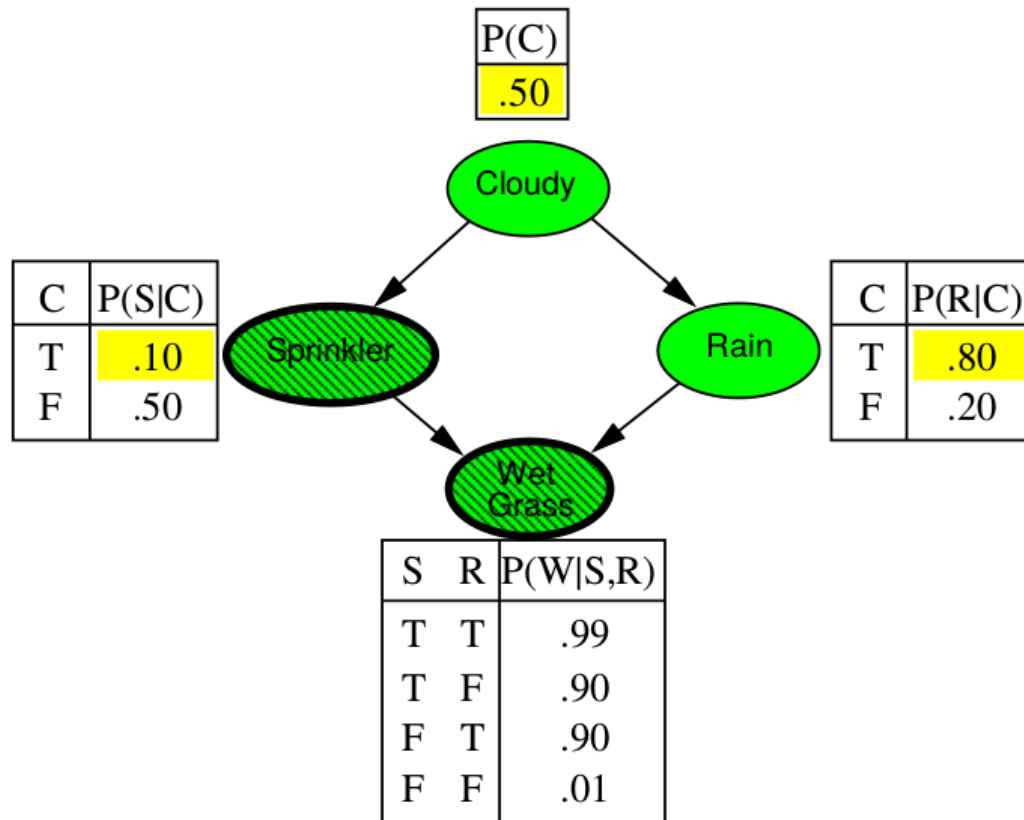 P(C)
.50
Cloudy
C P(S|C)
T .10
F .50
Sprinkler
Rain
C P(R|C)
T .80
F .20
Wet
Grass
S R P(W|S,R)
T T .99
T F .90
F T .90
F F .01